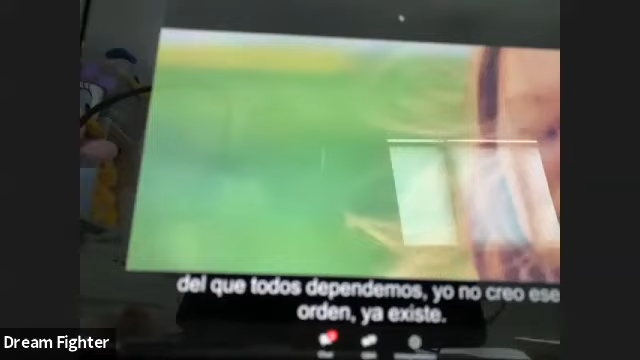 del que todos dependemos, yo no creo ese
orden, ya existe.
Dream Fighter